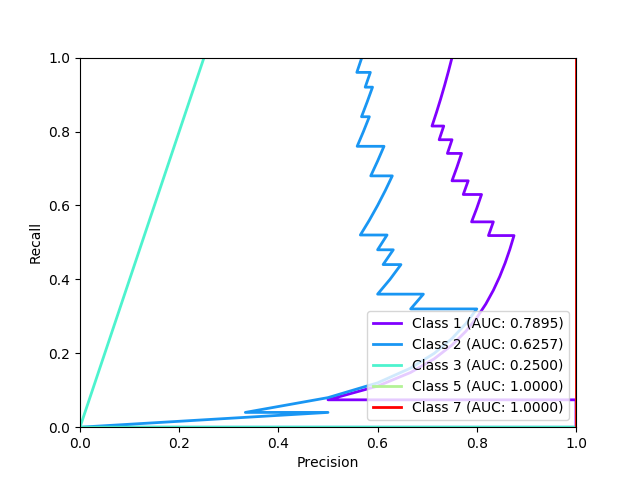 1.0
0.8
0.6
0.4
0.2
0.0
Recall
Class 1 (AUC: 0.7895)
Class 2 (AUC: 0.6257)
Class 3 (AUC: 0.2500)
Class 5 (AUC: 1.0000)
Class 7 (AUC: 1.0000)
0.0 0.2 0.4 0.6 0.8 1.0
Precision